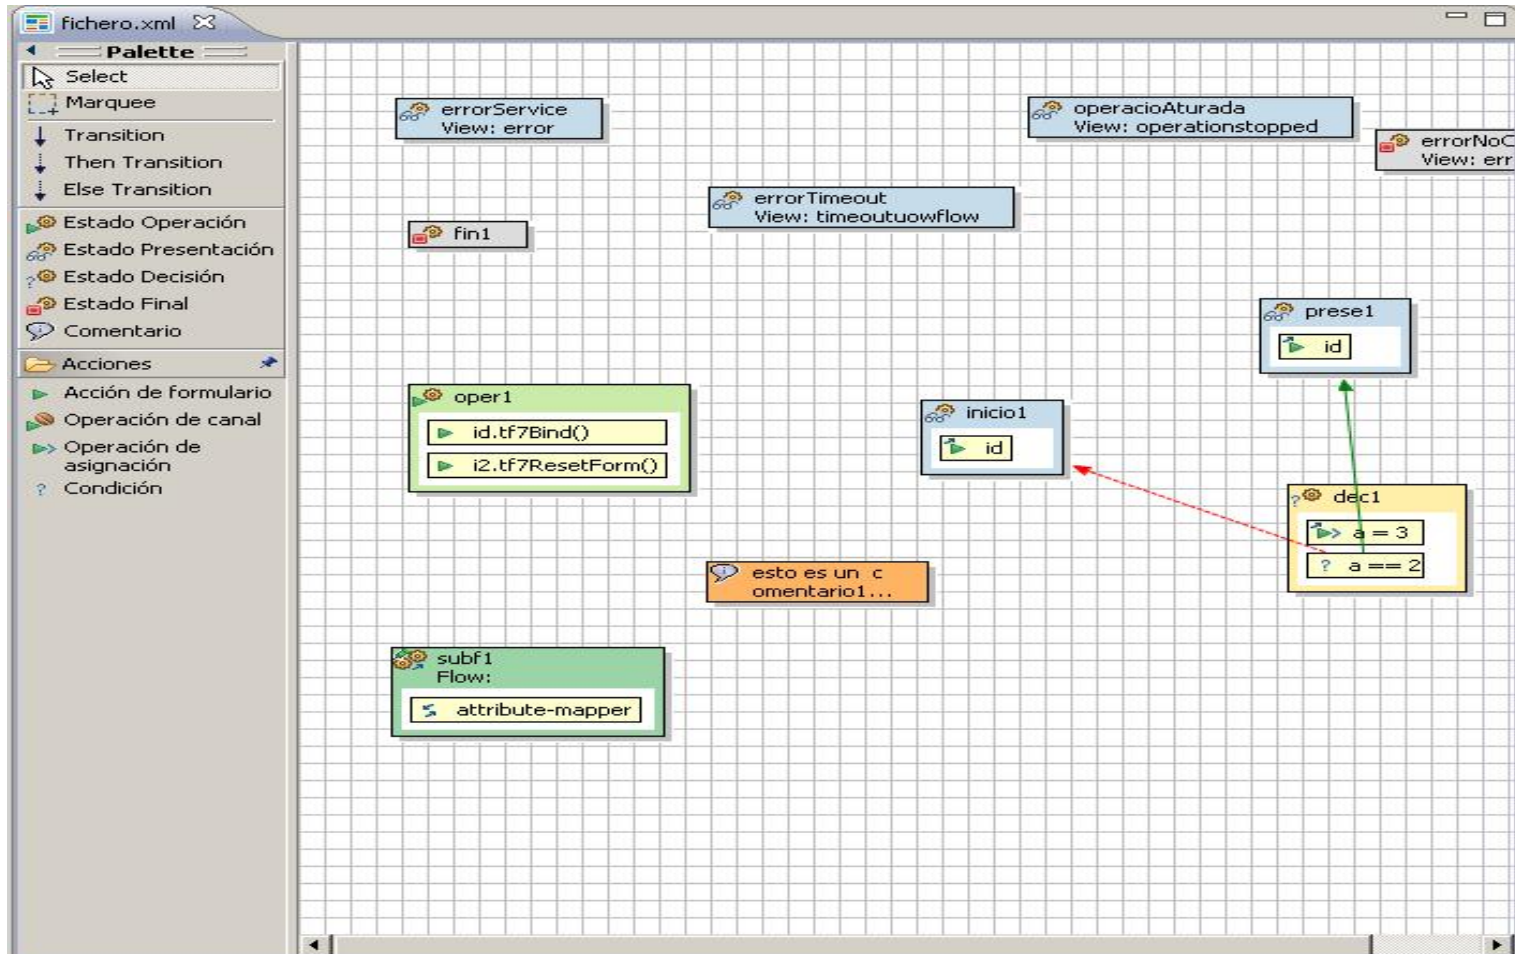 fichero.xml
Palette
Select
Marquee
Transition
Then Transition
Else Transition
Estado Operación
Estado Presentación
Estado Decisión
Estado Final
Comentario
Acciones
Acción de formulario
Operación de canal
Operación de
asignación
Condición
errorService
View: error
operacioAturada
View: operationstopped
errorNoC
View: err
errorTimeout
View: timeoutuowflow
fin1
prese1
id
oper1
id.tf7Bind()
i2.tf7ResetForm()
inicio1
id
dec1
a = 3
? a == 2
esto es un c
omentario1...
subf1
Flow:
attribute-mapper